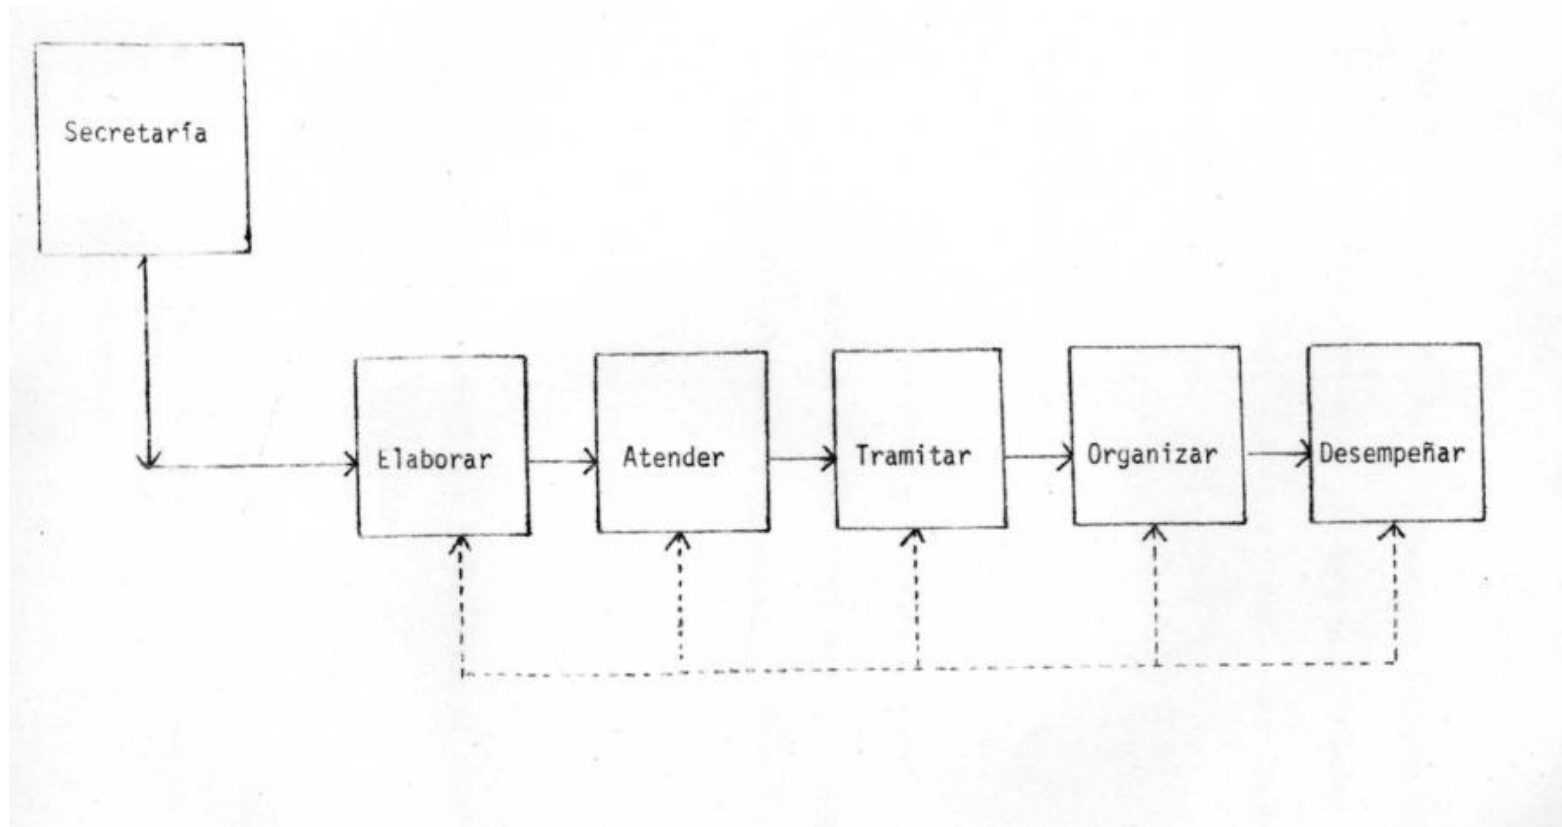 Secretaría
Elaborar
Atender
Tramitar
Organizar
Desempeñar